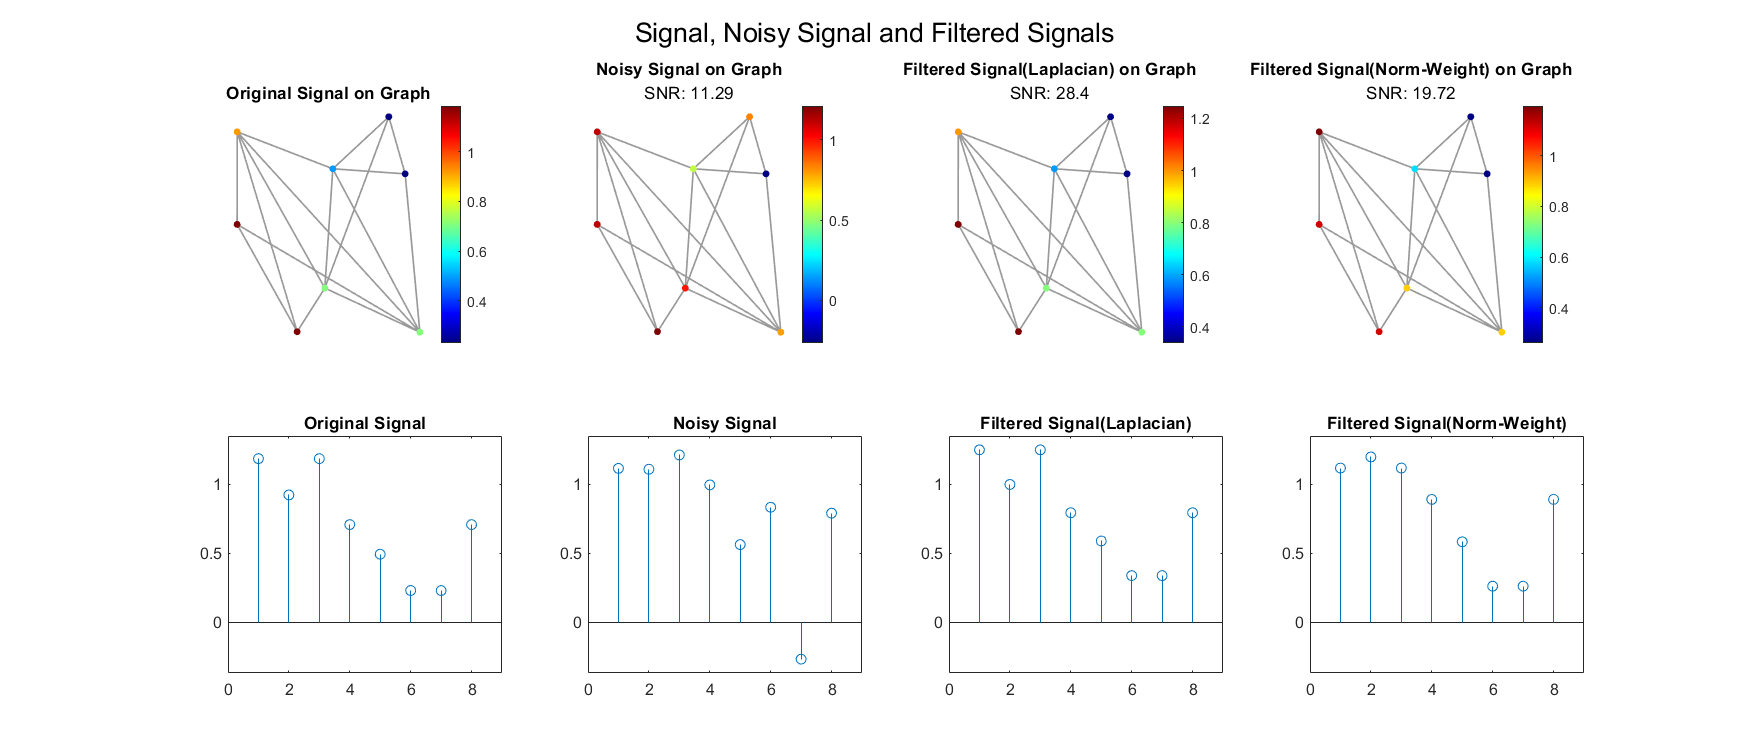 Signal, Noisy Signal and Filtered Signals
Original Signal on Graph
1
0.8
0.6
0.4
Noisy Signal on Graph
SNR: 11.29
1
0.5
0
Filtered Signal(Laplacian) on Graph
SNR: 28.4
1.2
1
0.8
0.6
0.4
Filtered Signal(Norm-Weight) on Graph
SNR: 19.72
1
0.8
0.6
0.4
Original Signal
1
0.5
0
0 2 4 6 8
Noisy Signal
1
0.5
0
0 2 4 6 8
Filtered Signal(Laplacian)
1
0.5
0
0 2 4 6 8
Filtered Signal(Norm-Weight)
1
0.5
0
0 2 4 6 8